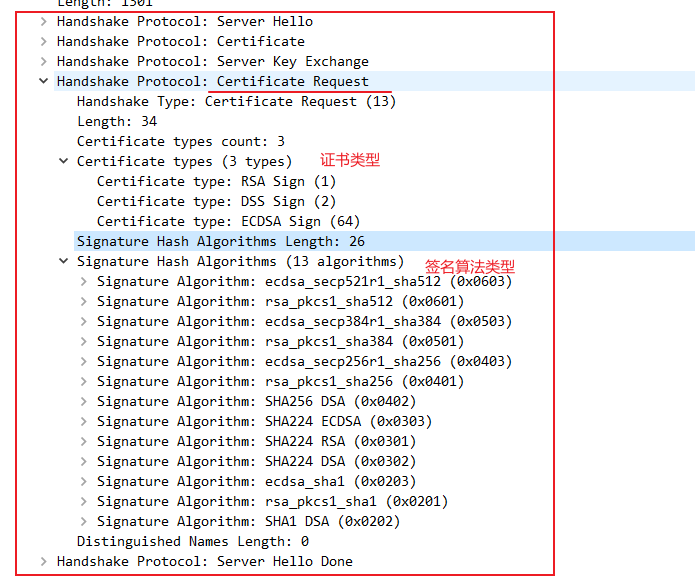 Length: 1301
Handshake Protocol: Server Hello
Handshake Protocol: Certificate
Handshake Protocol: Server Key Exchange
Handshake Protocol: Certificate Request
Handshake Type: Certificate Request (13)
Length: 34
Certificate types count: 3
Certificate types (3 types) 证书类型
Certificate type: RSA Sign (1)
Certificate type: DSS Sign (2)
Certificate type: ECDSA Sign (64)
Signature Hash Algorithms Length: 26
Signature Hash Algorithms (13 algorithms) 签名算法类型
Signature Algorithm: ecdsa_secp521r1_sha512 (0x0603)
Signature Algorithm: rsa_pkcs1_sha512 (0x0601)
Signature Algorithm: ecdsa_secp384r1_sha384 (0x0503)
Signature Algorithm: rsa_pkcs1_sha384 (0x0501)
Signature Algorithm: ecdsa_secp256r1_sha256 (0x0403)
Signature Algorithm: rsa_pkcs1_sha256 (0x0401)
Signature Algorithm: SHA256 DSA (0x0402)
Signature Algorithm: SHA224 ECDSA (0x0303)
Signature Algorithm: SHA224 RSA (0x0301)
Signature Algorithm: SHA224 DSA (0x0302)
Signature Algorithm: ecdsa_sha1 (0x0203)
Signature Algorithm: rsa_pkcs1_sha1 (0x0201)
Signature Algorithm: SHA1 DSA (0x0202)
Distinguished Names Length: 0
Handshake Protocol: Server Hello Done